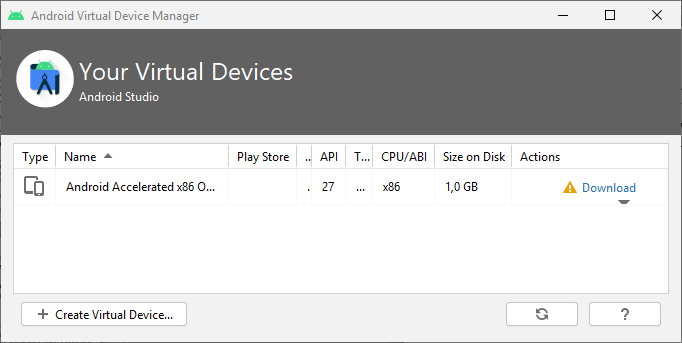 Android Virtual Device Manager
Your Virtual Devices
Android Studio
Type Name Play Store .. API T... CPU/ABI Size on Disk Actions
Android Accelerated x86 O... . 27 ... x86 1,0 GB Download
+ Create Virtual Device... ?